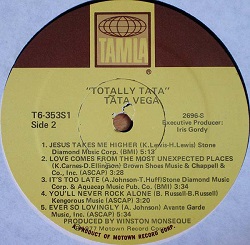 TAMLA
"TOTALLY TATA"
TATA VEGA
T6-353S1
Side 2
2696-S
Executive Producer:
Iris Gordy
1. JESUS TAKES ME HIGHER (K.Lewis-H.Lewis) Stone
Diamond Music Corp. (BMI) 5:13
2. LOVE COMES FROM THE MOST UNEXPECTED PLACES
(K.Carnes-D.Ellingson) Brown Shoes Music & Chappell &
Co., Inc. (ASCAP) 3:28
3. IT'S TOO LATE (A.Johnson-T.Huff)Stone Diamond Music
Corp. & Aquacap Music Pub. Co. (BMI) 3:34
4. YOU'LL NEVER ROCK ALONE (B. Russell-B.Russell)
Kengorus Music (ASCAP) 3:21
5. EVER SO LOVINGLY (A. Johnson) Avante Garde
Music, Inc. (ASCAP) 5:34
PRODUCED BY WINSTON MONSEQUE
1977 Motown Record Corp.
A PRODUCT OF MOTOWN RECORD CORP.